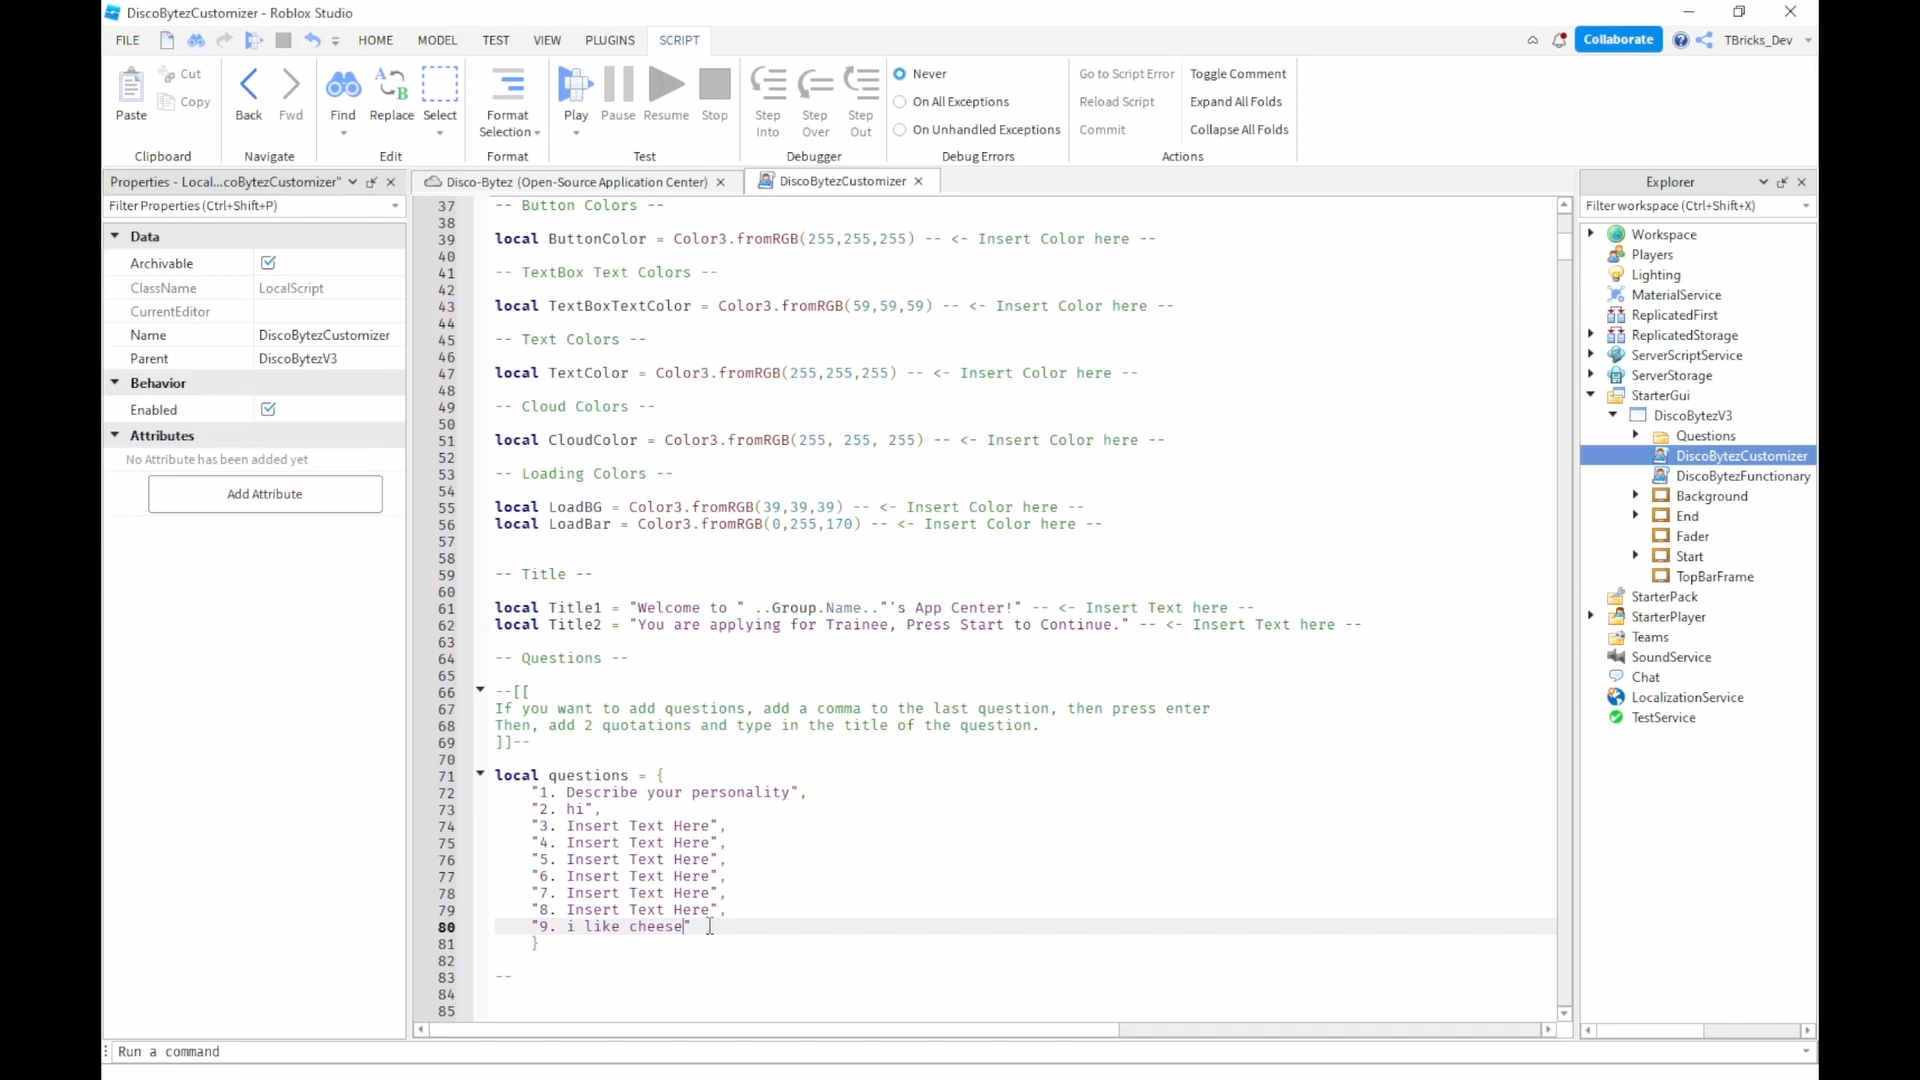 DiscoBytezCustomizer - Roblox Studio
FILE HOME MODEL TEST VIEW PLUGINS SCRIPT Collaborate TBricks_Dev
Paste
Cut
Copy
Clipboard
Back
Fwd
Navigate
Find
Replace
Select
Edit
Format
Selection
Format
Play
Pause
Resume
Stop
Test
Step
Into
Step
Over
Step
Out
Debugger
Never
On All Exceptions
On Unhandled Exceptions
Debug Errors
Go to Script Error
Reload Script
Commit
Toggle Comment
Expand All Folds
Collapse All Folds
Actions
Properties - Local...coBytezCustomizer"
Filter Properties (Ctrl+Shift+P)
Data
Archivable
ClassName LocalScript
CurrentEditor
Name DiscoBytezCustomizer
Parent DiscoBytezV3
Behavior
Enabled
Attributes
No Attribute has been added yet
Add Attribute
Disco-Bytez (Open-Source Application Center)
DiscoBytezCustomizer
37 -- Button Colors --
38
39 local ButtonColor = Color3.fromRGB(255,255,255) -- <- Insert Color here --
40
41 -- TextBox Text Colors --
42
43 local TextBoxTextColor = Color3.fromRGB(59,59,59) -- <- Insert Color here --
44
45 -- Text Colors --
46
47 local TextColor = Color3.fromRGB(255,255,255) -- <- Insert Color here --
48
49 -- Cloud Colors --
50
51 local CloudColor = Color3.fromRGB(255, 255, 255) -- <- Insert Color here --
52
53 -- Loading Colors --
54
55 local LoadBG = Color3.fromRGB(39,39,39) -- <- Insert Color here --
56 local LoadBar = Color3.fromRGB(0,255,170) -- <- Insert Color here --
57
58
59 -- Title --
60
61 local Title1 = "Welcome to " ..Group.Name.."'s App Center!" -- <- Insert Text here --
62 local Title2 = "You are applying for Trainee, Press Start to Continue." -- <- Insert Text here --
63
64 -- Questions --
65
66 --[[
67 If you want to add questions, add a comma to the last question, then press enter
68 Then, add 2 quotations and type in the title of the question.
69 ]]--
70
71 local questions = {
72 "1. Describe your personality",
73 "2. hi",
74 "3. Insert Text Here",
75 "4. Insert Text Here",
76 "5. Insert Text Here",
77 "6. Insert Text Here",
78 "7. Insert Text Here",
79 "8. Insert Text Here",
80 "9. i like cheese"
81 }
82
83 --
84
85
Explorer
Filter workspace (Ctrl+Shift+X)
Workspace
Players
Lighting
MaterialService
ReplicatedFirst
ReplicatedStorage
ServerScriptService
ServerStorage
StarterGui
DiscoBytezV3
Questions
DiscoBytezCustomizer
DiscoBytezFunctionary
Background
End
Fader
Start
TopBarFrame
StarterPack
StarterPlayer
Teams
SoundService
Chat
LocalizationService
TestService
Run a command